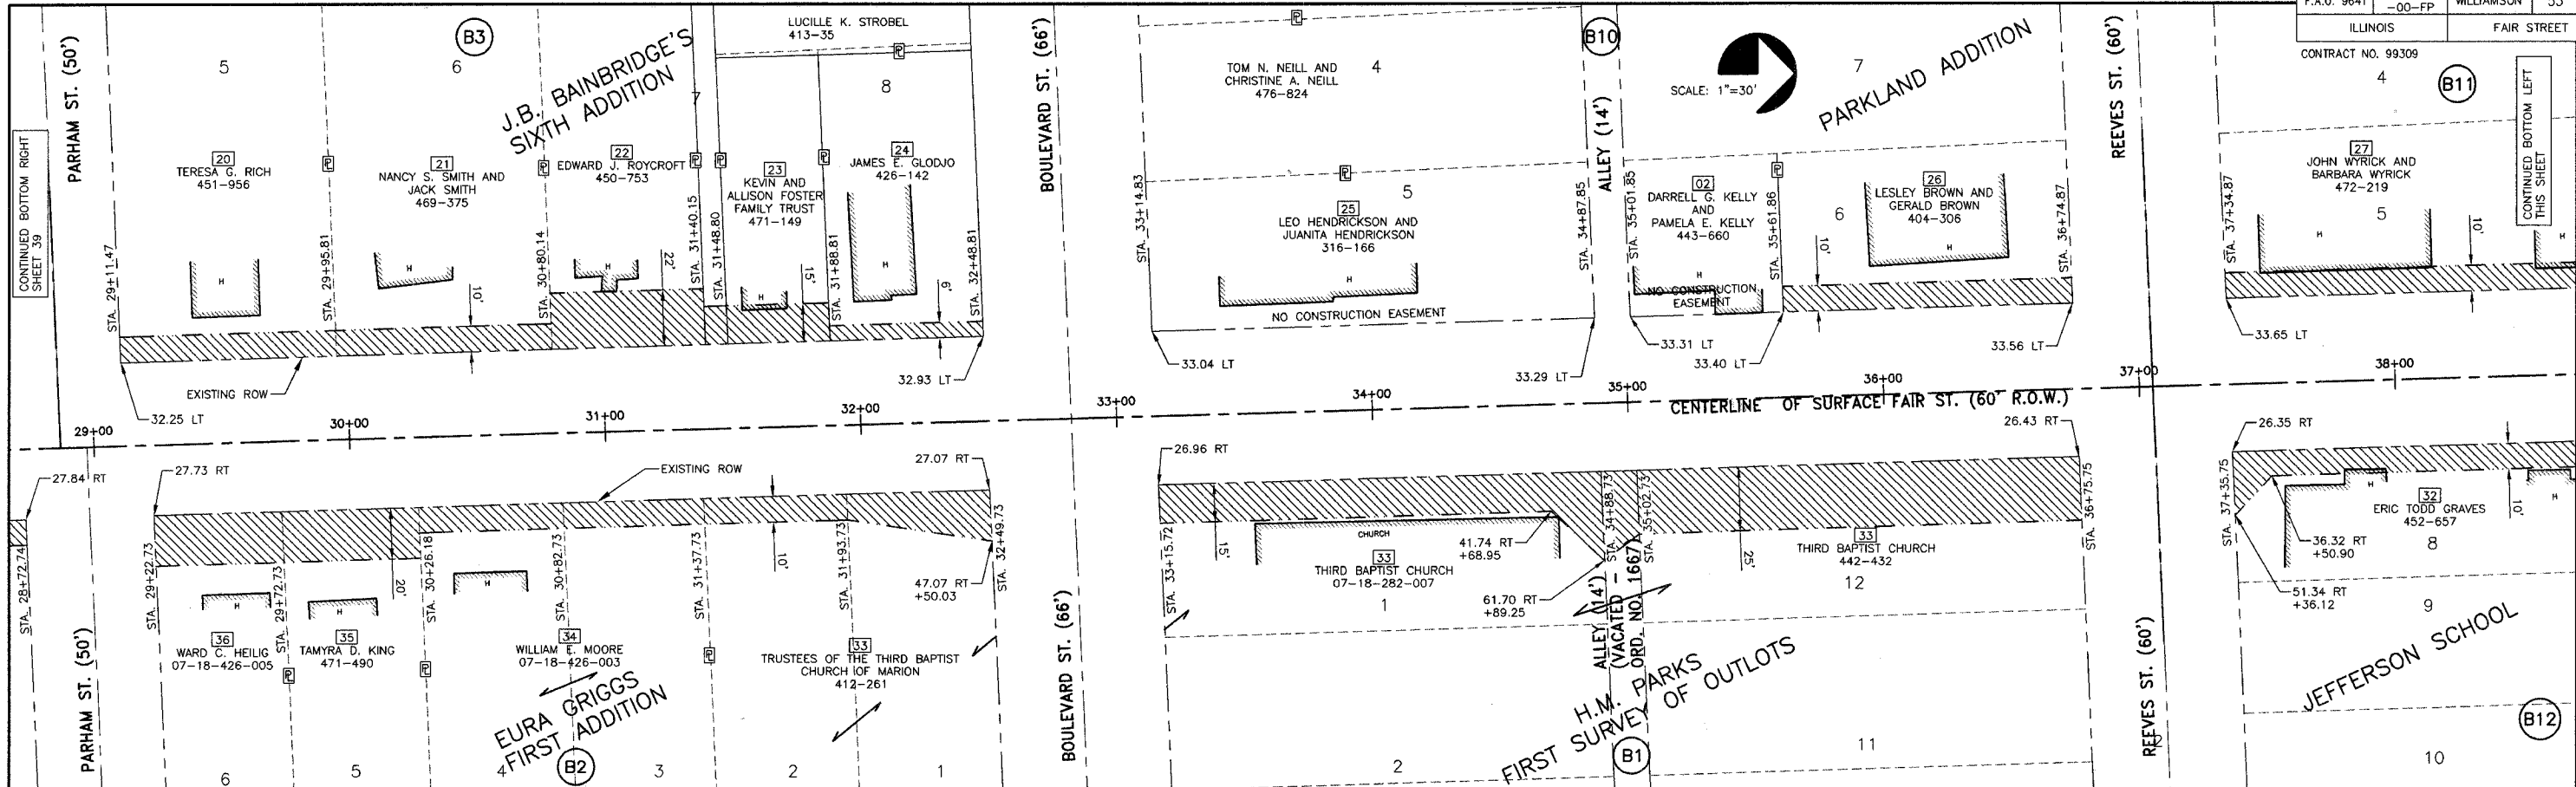 F.A.U. 9641
-00-FP
WILLIAMSON
53
ILLINOIS
FAIR STREET
CONTRACT NO. 99309
CONTINUED BOTTOM RIGHT
SHEET 39
PARHAM ST. (50')
5
B3
6
J.B. BAINBRIDGE'S
SIXTH ADDITION
7
LUCILLE K. STROBEL
413-35
8
20
TERESA G. RICH
451-956
21
NANCY S. SMITH AND
JACK SMITH
469-375
22
EDWARD J. ROYCROFT
450-753
23
KEVIN AND
ALLISON FOSTER
FAMILY TRUST
471-149
24
JAMES E. GLODJO
426-142
STA. 29+11.47
STA. 29+95.81
STA. 30+80.14
STA. 31+40.15
STA. 31+48.80
STA. 31+88.81
STA. 32+48.81
H
H
H
H
H
10'
22'
15'
6'
EXISTING ROW
32.25 LT
32.93 LT
BOULEVARD ST. (66')
TOM N. NEILL AND
CHRISTINE A. NEILL
476-824
4
5
25
LEO HENDRICKSON AND
JUANITA HENDRICKSON
316-166
H
NO CONSTRUCTION EASEMENT
STA. 33+14.83
STA. 34+87.85
33.04 LT
33.29 LT
B10
ALLEY (14')
SCALE: 1"=30'
PARKLAND ADDITION
7
02
DARRELL G. KELLY
AND
PAMELA E. KELLY
443-660
H
NO CONSTRUCTION
EASEMENT
6
26
LESLEY BROWN AND
GERALD BROWN
404-306
H
10'
STA. 35+01.85
STA. 35+61.86
STA. 36+74.87
33.31 LT
33.40 LT
33.56 LT
REEVES ST. (60')
4
B11
CONTINUED BOTTOM LEFT
THIS SHEET
27
JOHN WYRICK AND
BARBARA WYRICK
472-219
5
H
H
10'
STA. 37+34.87
33.65 LT
29+00
30+00
31+00
32+00
33+00
34+00
35+00
36+00
37+00
38+00
CENTERLINE OF SURFACE FAIR ST. (60' R.O.W.)
27.84 RT
27.73 RT
EXISTING ROW
27.07 RT
26.96 RT
26.43 RT
26.35 RT
STA. 28+72.74
STA. 29+22.73
STA. 29+72.73
STA. 30+26.18
STA. 30+82.73
STA. 31+37.73
STA. 31+93.73
STA. 32+49.73
20'
10'
47.07 RT
+50.03
H
H
H
PARHAM ST. (50')
36
WARD C. HEILIG
07-18-426-005
35
TAMYRA D. KING
471-490
34
WILLIAM E. MOORE
07-18-426-003
33
TRUSTEES OF THE THIRD BAPTIST
CHURCH OF MARION
412-261
EURA GRIGGS
FIRST ADDITION
B2
6
5
4
3
2
1
BOULEVARD ST. (66')
STA. 33+15.72
15'
CHURCH
33
THIRD BAPTIST CHURCH
07-18-282-007
1
2
41.74 RT
+68.95
61.70 RT
+89.25
STA. 34+88.73
STA. 35+02.73
ALLEY (14')
(VACATED -
ORD. NO. 1667)
25'
33
THIRD BAPTIST CHURCH
442-432
12
11
H.M. PARKS
FIRST SURVEY OF OUTLOTS
B1
STA. 36+75.75
REEVES ST. (60')
STA. 37+35.75
H
H
32
ERIC TODD GRAVES
452-657
8
10'
36.32 RT
+50.90
51.34 RT
+36.12
9
JEFFERSON SCHOOL
B12
10